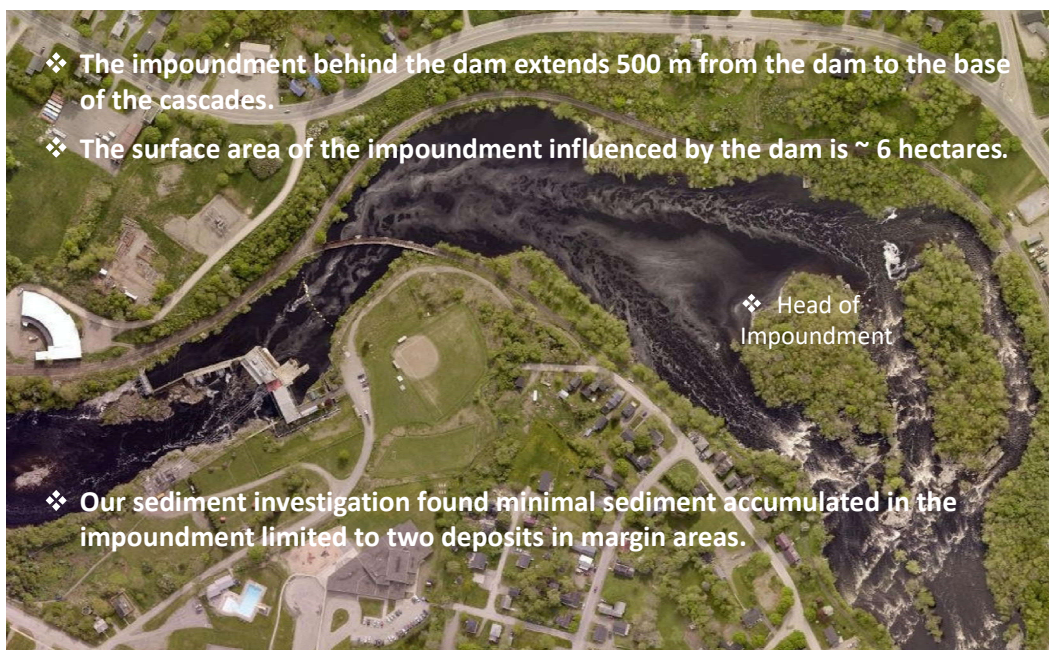 ❖ The impoundment behind the dam extends 500 m from the dam to the base
of the cascades.
❖ The surface area of the impoundment influenced by the dam is ~ 6 hectares.
❖ Head of
Impoundment
❖ Our sediment investigation found minimal sediment accumulated in the
impoundment limited to two deposits in margin areas.